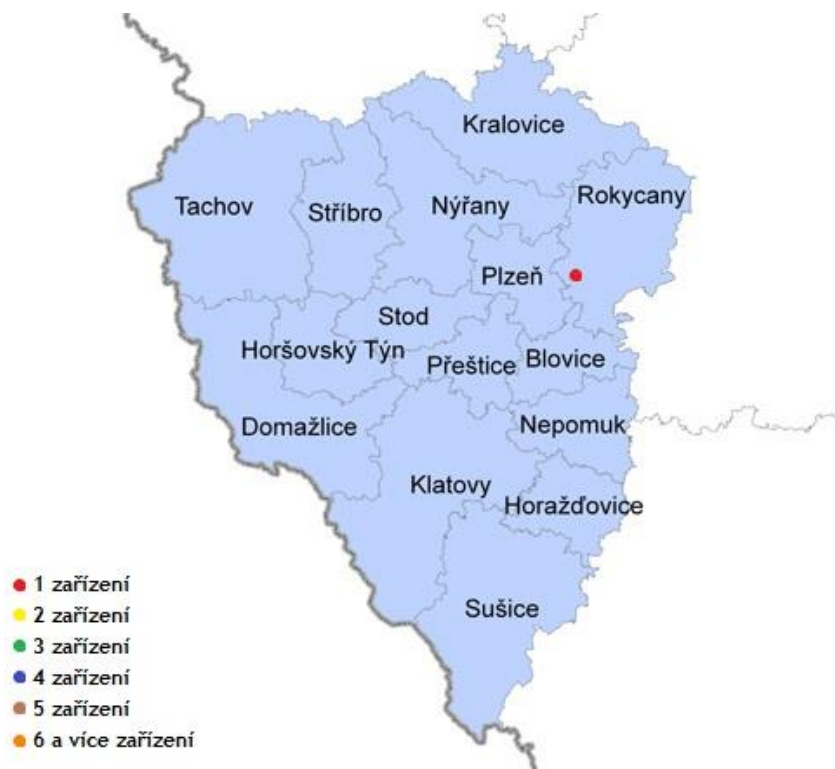 Kralovice
Rokycany
Tachov
Stříbro
Nýřany
Plzeň
Stod
Horšovský Týn
Přeštice
Blovice
Domažlice
Nepomuk
Klatovy
Horažďovice
Sušice
1 zařízení
2 zařízení
3 zařízení
4 zařízení
5 zařízení
6 a více zařízení